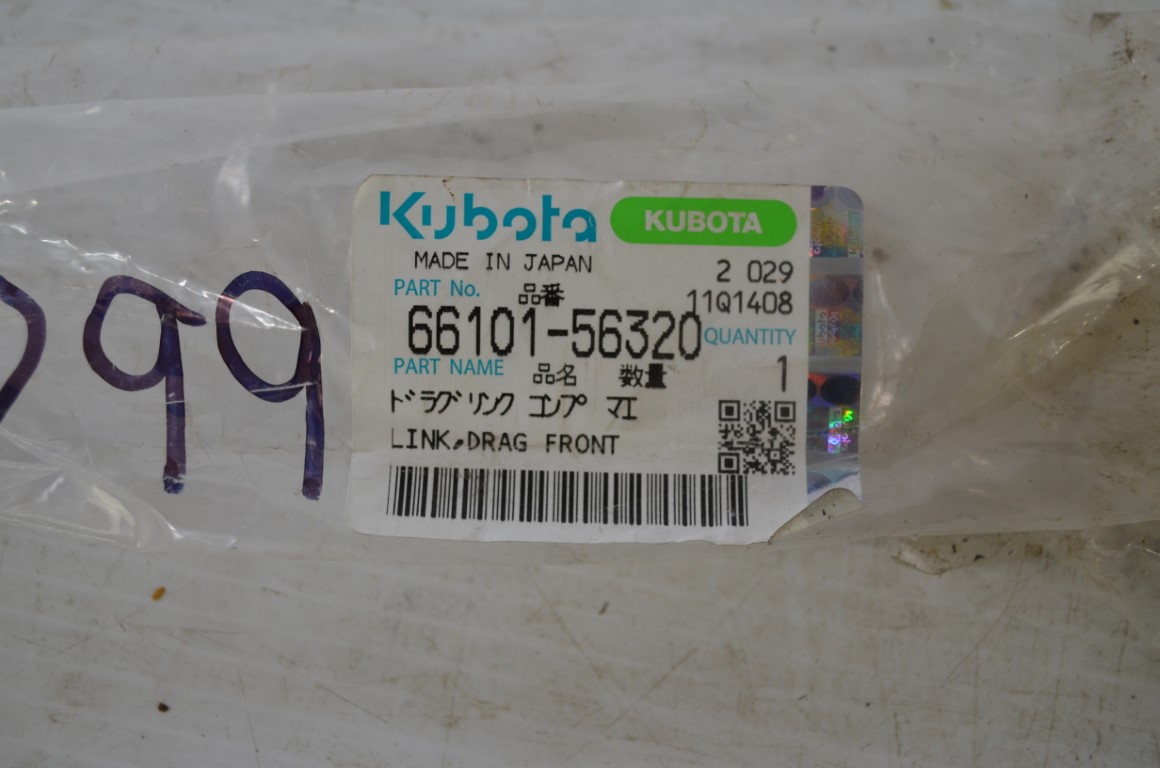 Kubota KUBOTA
MADE IN JAPAN
2 029
PART No. 品番 11Q1408
66101-56320 QUANTITY
PART NAME 品名 数量 1
ドラグリンク コンプ マエ
LINK,DRAG FRONT
99